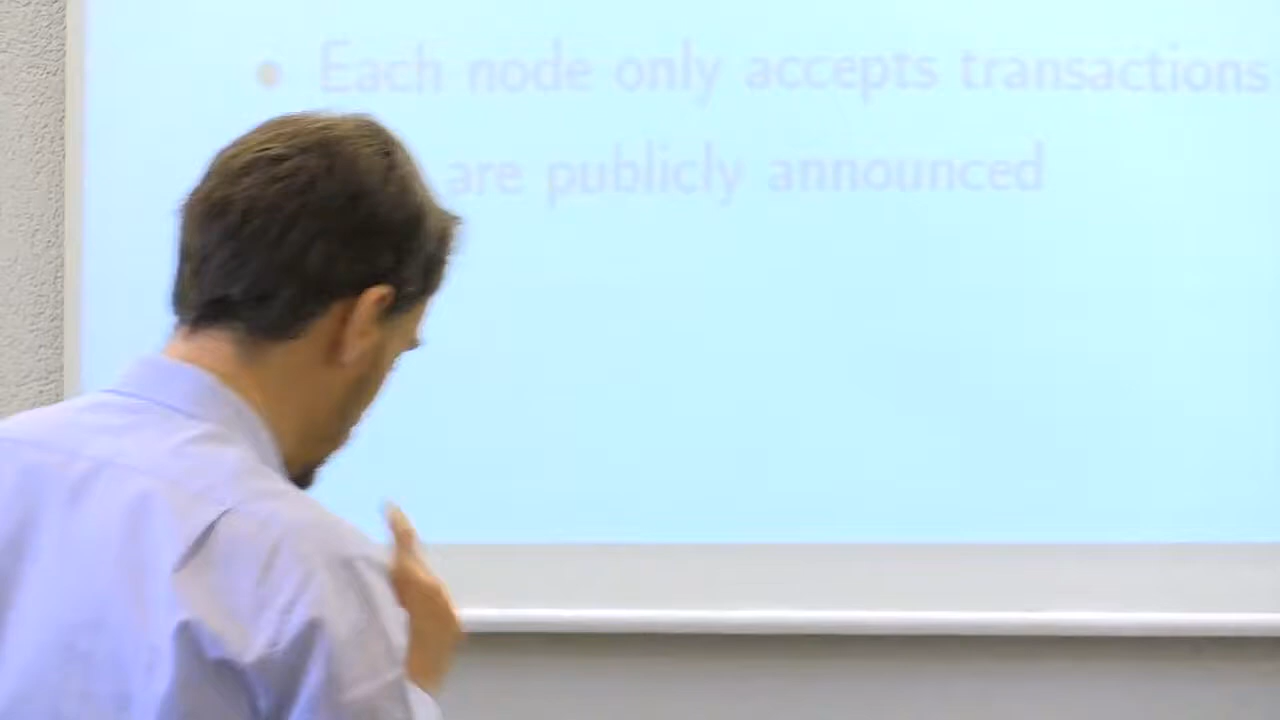 • Each node only accepts transactions
are publicly announced